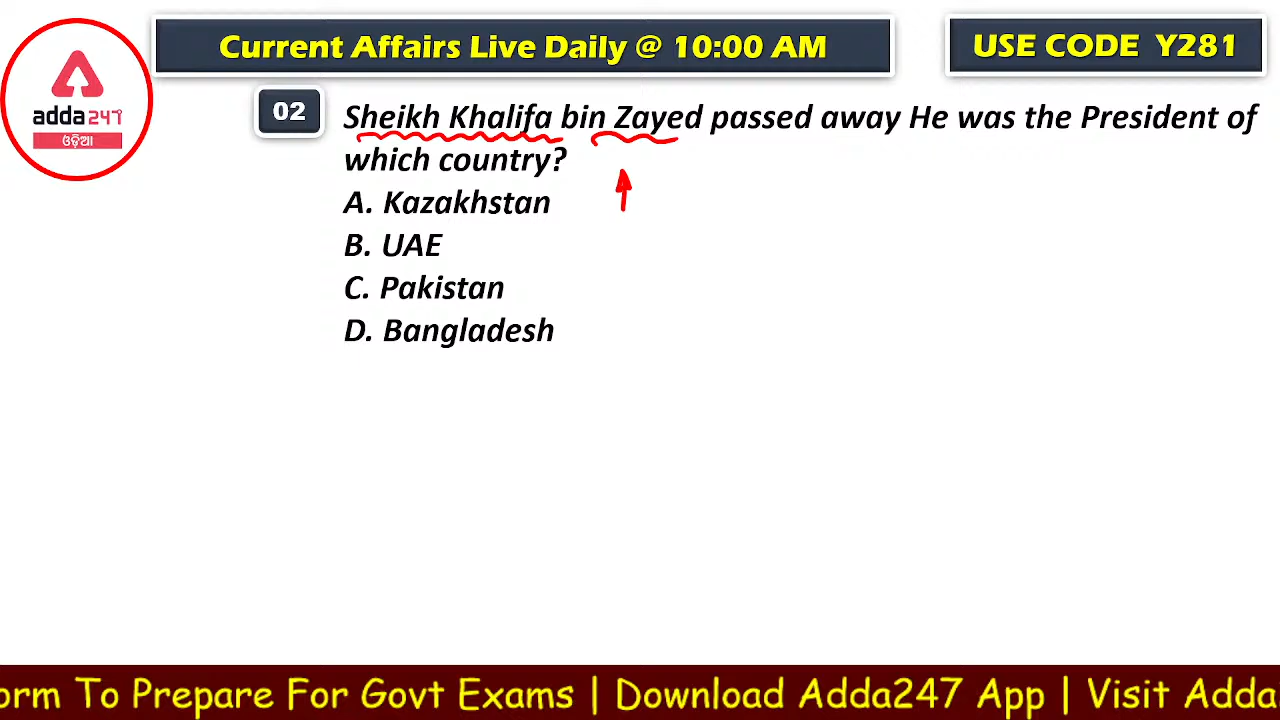 Current Affairs Live Daily @ 10:00 AM
USE CODE Y281
adda247
ଓଡ଼ିଆ
02
Sheikh Khalifa bin Zayed passed away He was the President of
which country?
A. Kazakhstan
B. UAE
C. Pakistan
D. Bangladesh
orm To Prepare For Govt Exams | Download Adda247 App | Visit Adda